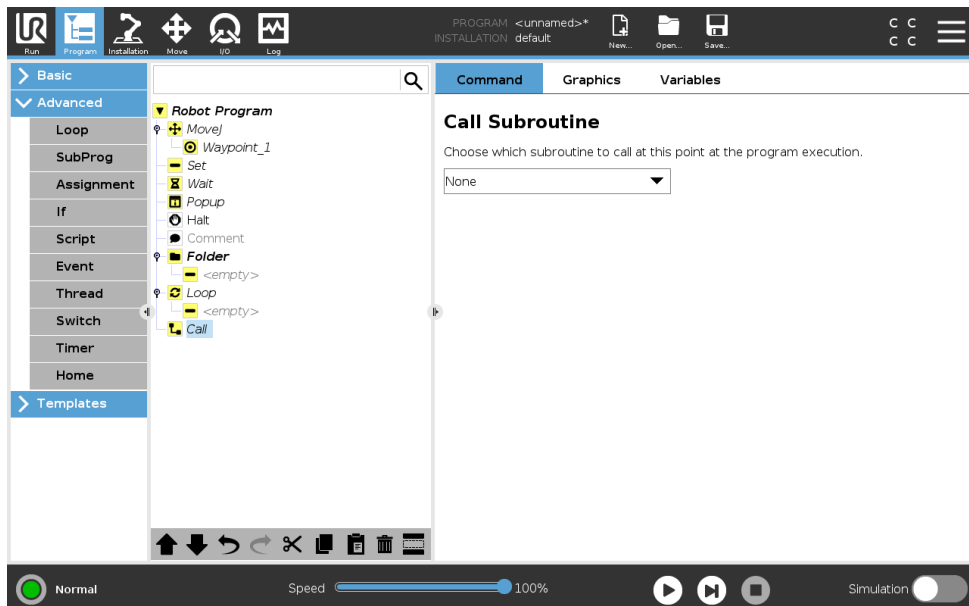 UR
Run
Program
Installation
Move
I/O
Log
PROGRAM <unnamed>*
INSTALLATION default
New...
Open...
Save...
C C
C C
Basic
Advanced
Loop
SubProg
Assignment
If
Script
Event
Thread
Switch
Timer
Home
Templates
Robot Program
MoveJ
Waypoint_1
Set
Wait
Popup
Halt
Comment
Folder
<empty>
Loop
<empty>
Call
Command Graphics Variables
Call Subroutine
Choose which subroutine to call at this point at the program execution.
None
Normal
Speed 100%
Simulation